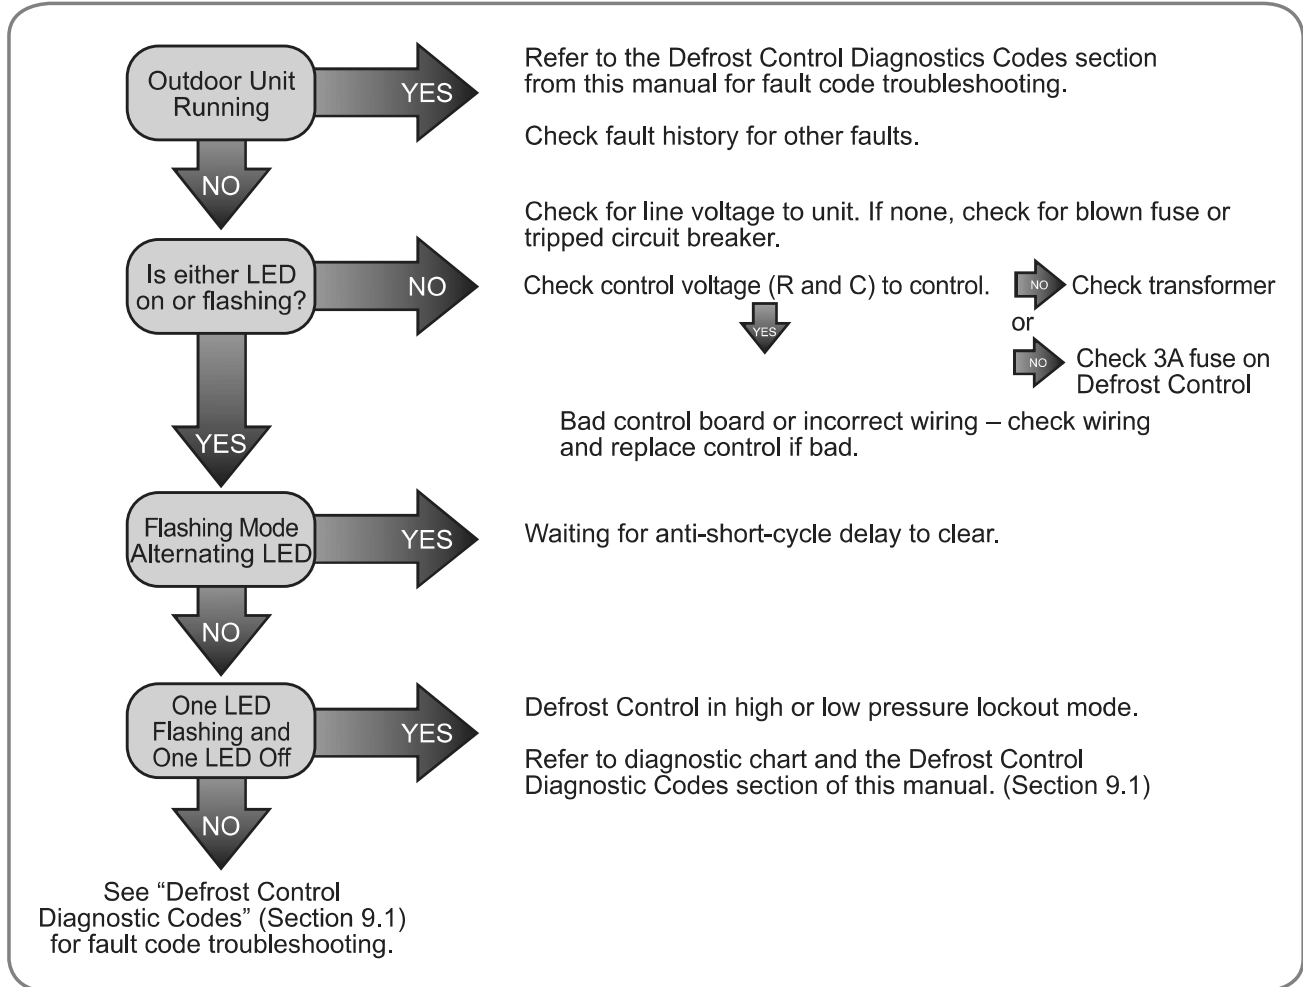 Outdoor Unit
Running
YES
Refer to the Defrost Control Diagnostics Codes section
from this manual for fault code troubleshooting.
Check fault history for other faults.
NO
Is either LED
on or flashing?
NO
Check for line voltage to unit. If none, check for blown fuse or
tripped circuit breaker.
Check control voltage (R and C) to control.
NO
Check transformer
or
NO
Check 3A fuse on
Defrost Control
YES
Bad control board or incorrect wiring – check wiring
and replace control if bad.
YES
Flashing Mode
Alternating LED
YES
Waiting for anti-short-cycle delay to clear.
NO
One LED
Flashing and
One LED Off
YES
Defrost Control in high or low pressure lockout mode.
Refer to diagnostic chart and the Defrost Control
Diagnostic Codes section of this manual. (Section 9.1)
NO
See “Defrost Control
Diagnostic Codes” (Section 9.1)
for fault code troubleshooting.